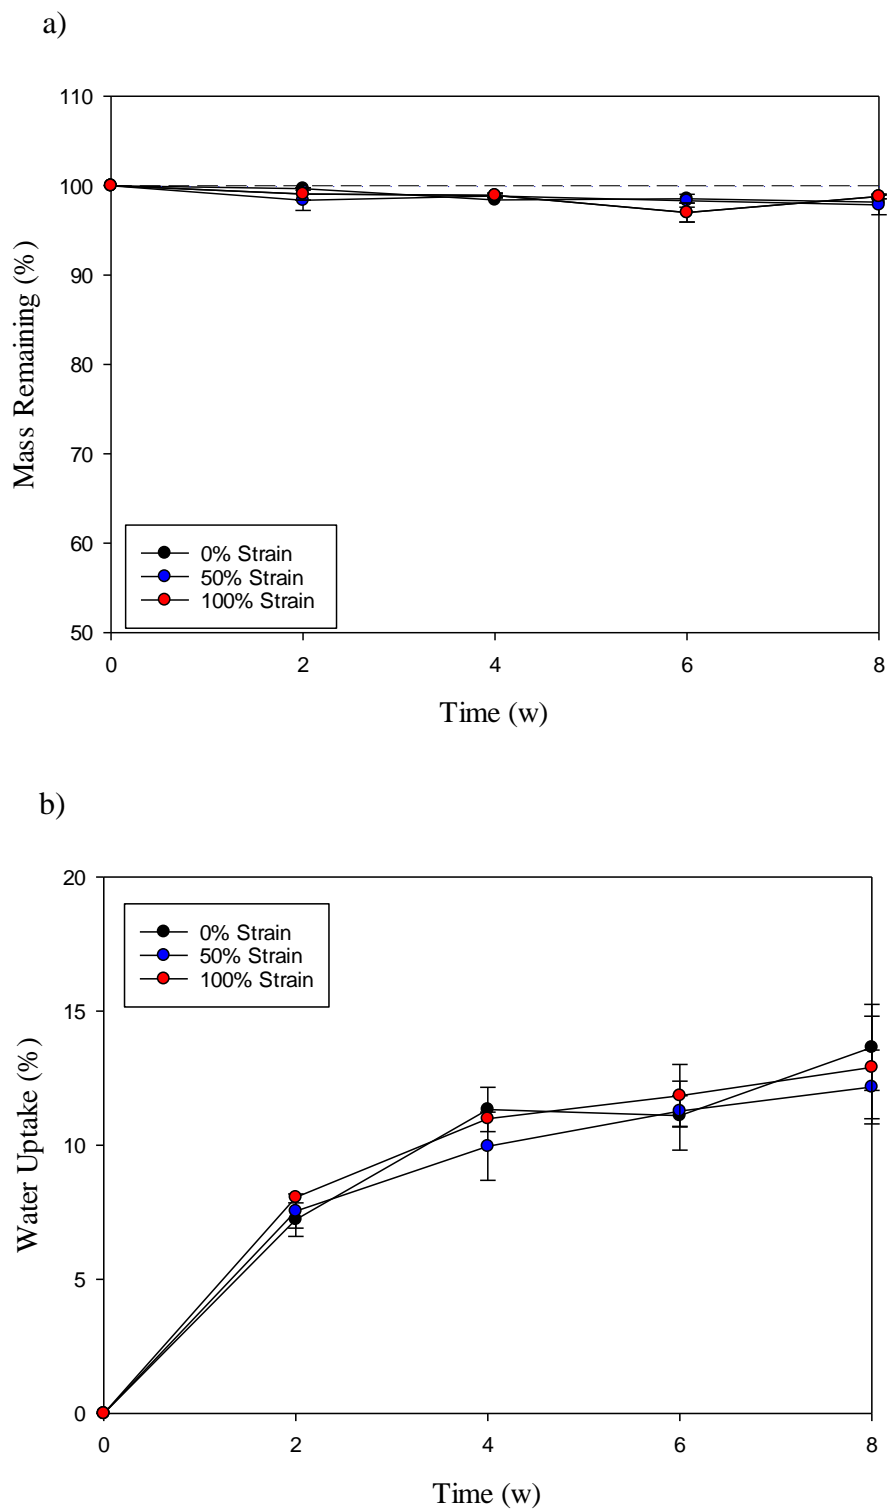 a)
110
100
90
80
70
60
50
Mass Remaining (%)
0% Strain
50% Strain
100% Strain
0 2 4 6 8
Time (w)
b)
20
15
10
5
0
Water Uptake (%)
0% Strain
50% Strain
100% Strain
0 2 4 6 8
Time (w)